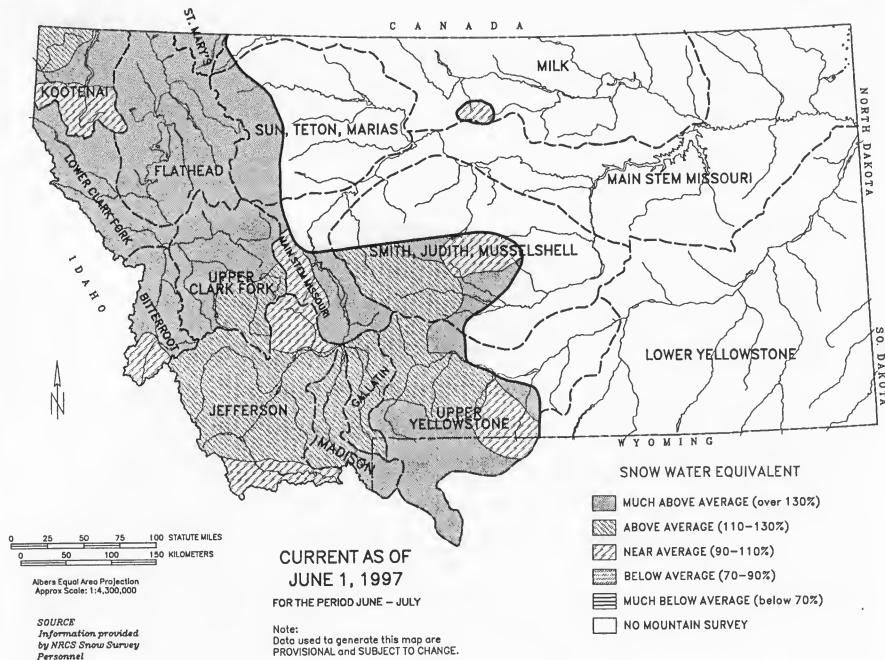 C A N A D A
ST. MARY'S
MILK
KOOTENAI
SUN, TETON, MARIAS
NORTH DAKOTA
FLATHEAD
LOWER CLARK FORK
MAIN STEM MISSOURI
SMITH, JUDITH, MUSSELSHELL
MAIN STEM MISSOURI
I D A H O
UPPER
CLARK FORK
BITTERROOT
LOWER YELLOWSTONE
SO. DAKOTA
N
JEFFERSON
GALLATIN
UPPER
YELLOWSTONE
MADISON
W Y O M I N G
SNOW WATER EQUIVALENT
MUCH ABOVE AVERAGE (over 130%)
ABOVE AVERAGE (110-130%)
NEAR AVERAGE (90-110%)
BELOW AVERAGE (70-90%)
MUCH BELOW AVERAGE (below 70%)
NO MOUNTAIN SURVEY
0 25 50 75 100 STATUTE MILES
0 50 100 150 KILOMETERS
Albers Equal Area Projection
Approx Scale: 1:4,300,000
CURRENT AS OF
JUNE 1, 1997
FOR THE PERIOD JUNE - JULY
SOURCE
Information provided
by NRCS Snow Survey
Personnel
Note:
Data used to generate this map are
PROVISIONAL and SUBJECT TO CHANGE.